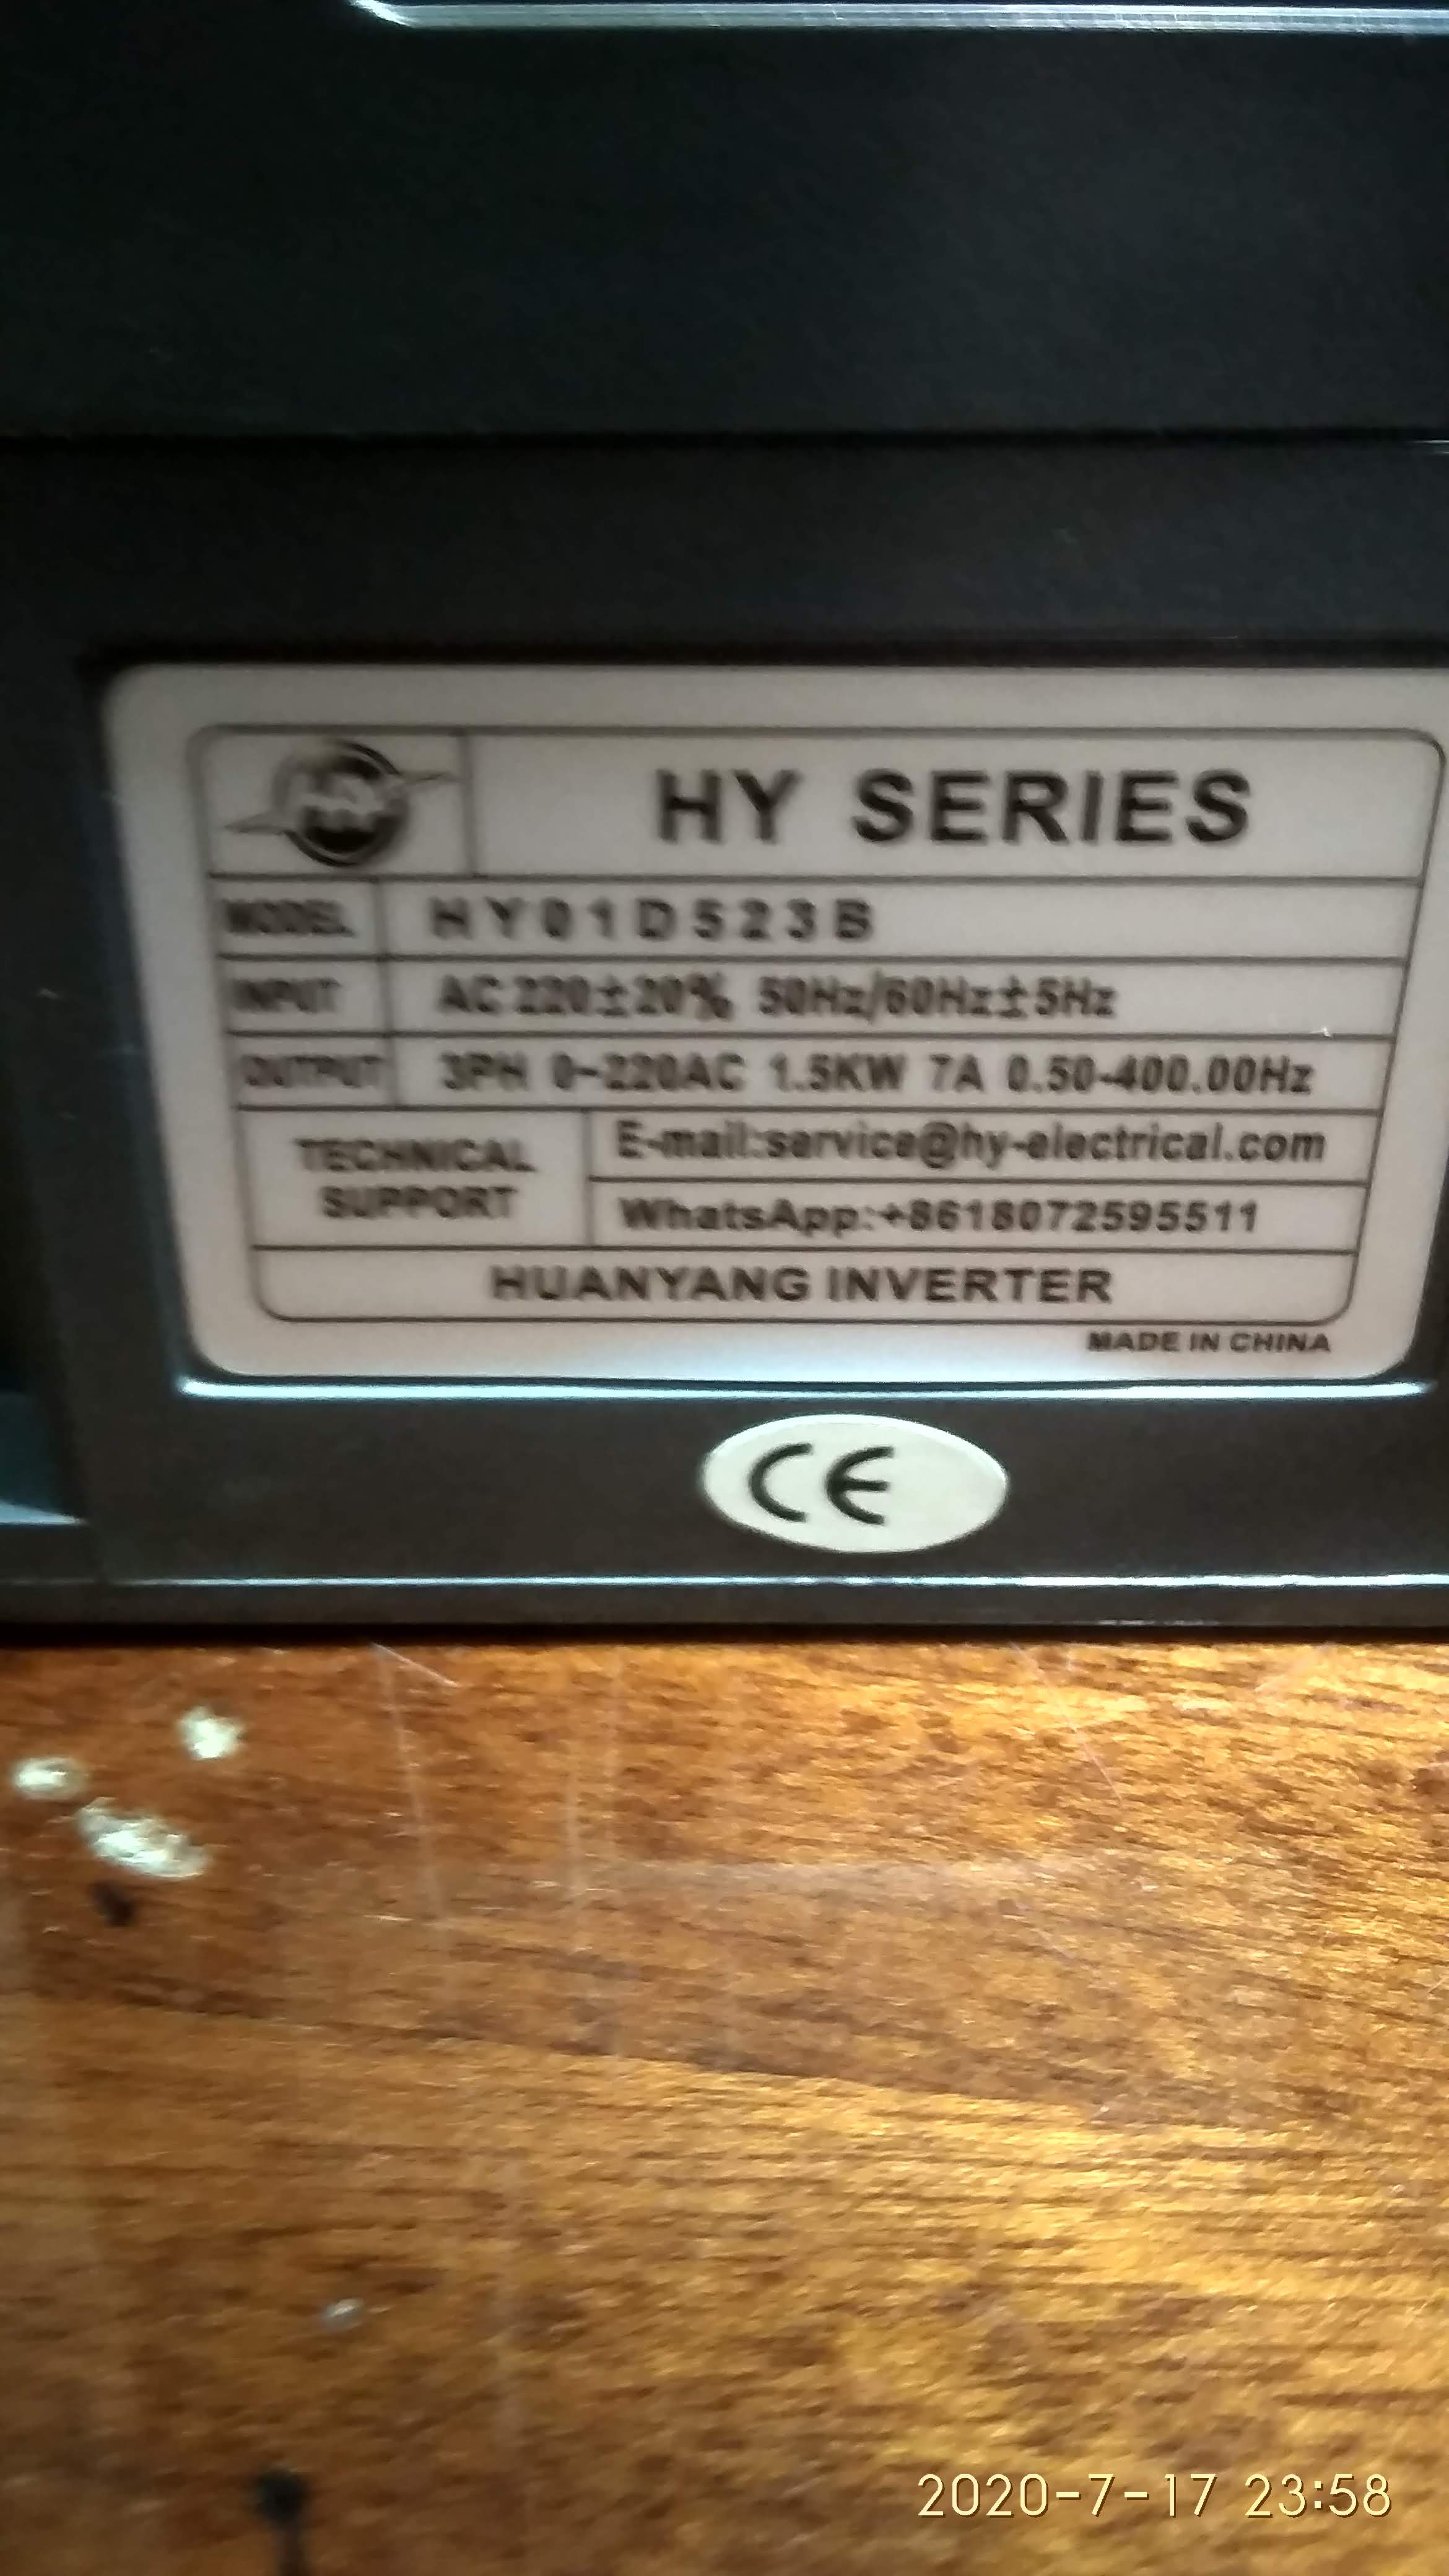 HY SERIES
MODEL HY01D523B
INPUT AC 220±20% 50Hz/60Hz±5Hz
OUTPUT 3PH 0~220AC 1.5KW 7A 0.50-400.00Hz
TECHNICAL SUPPORT
E-mail:service@hy-electrical.com
WhatsApp:+8618072595511
HUANYANG INVERTER
MADE IN CHINA
CE
2020-7-17 23:58